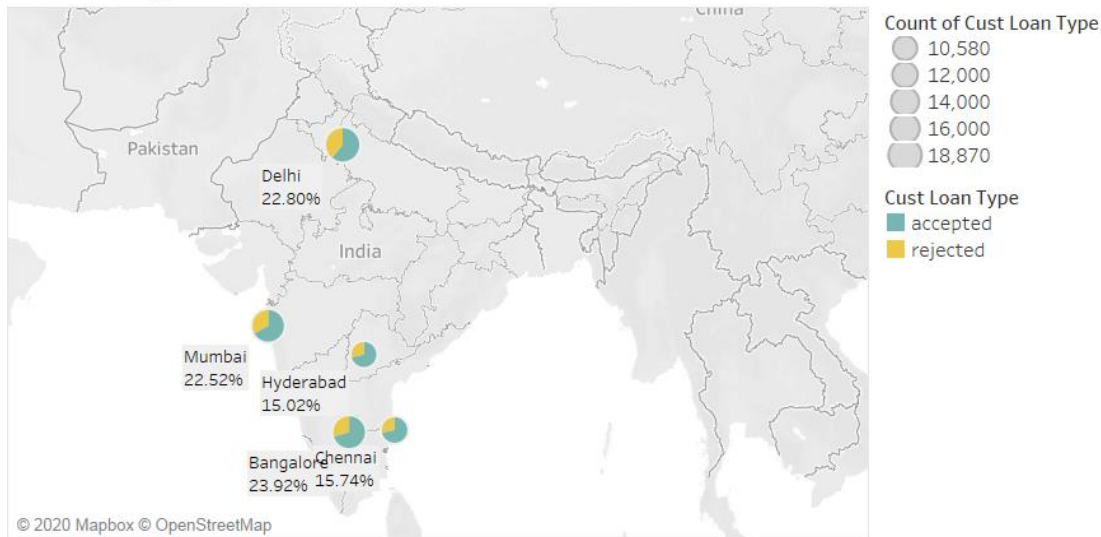 China
Pakistan
Delhi
22.80%
India
Mumbai
22.52%
Hyderabad
15.02%
Bangalore
23.92%
Chennai
15.74%
© 2020 Mapbox © OpenStreetMap
Count of Cust Loan Type
10,580
12,000
14,000
16,000
18,870
Cust Loan Type
accepted
rejected